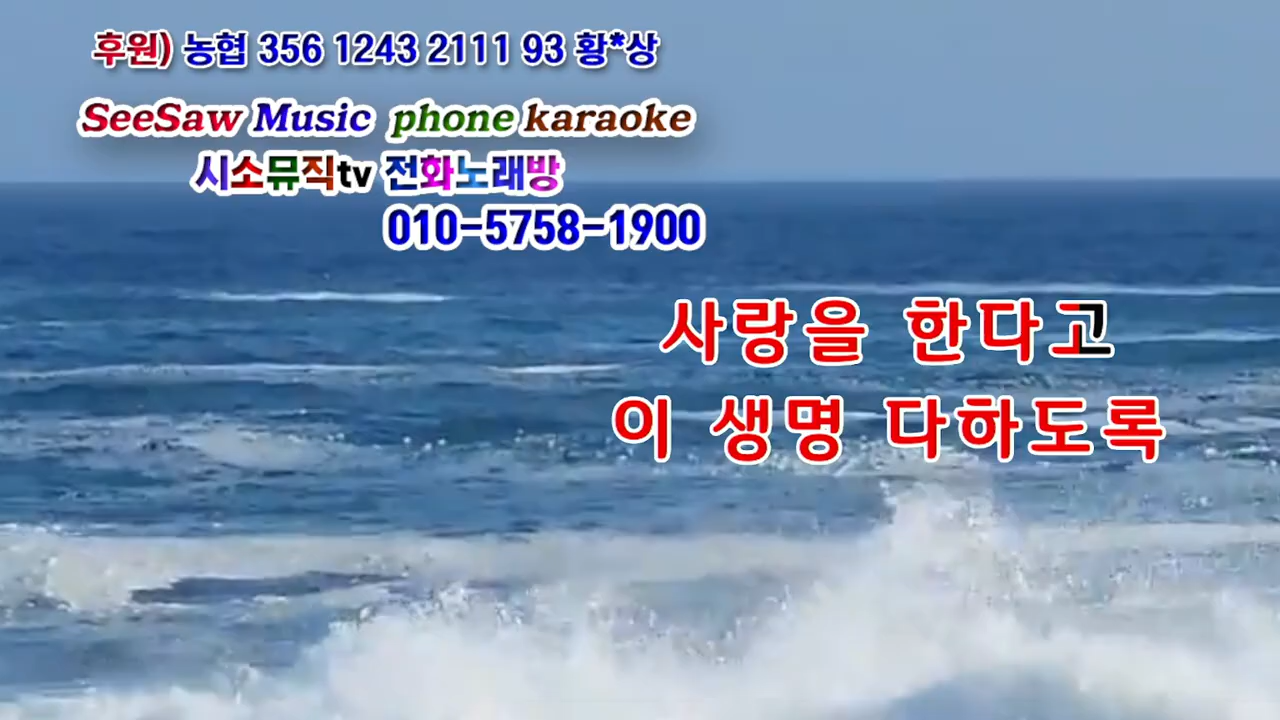 후원) 농협 356 1243 2111 93 황*상
SeeSaw Music phone karaoke
시소뮤직tv 전화노래방
010-5758-1900
사랑을 한다고
이 생명 다하도록